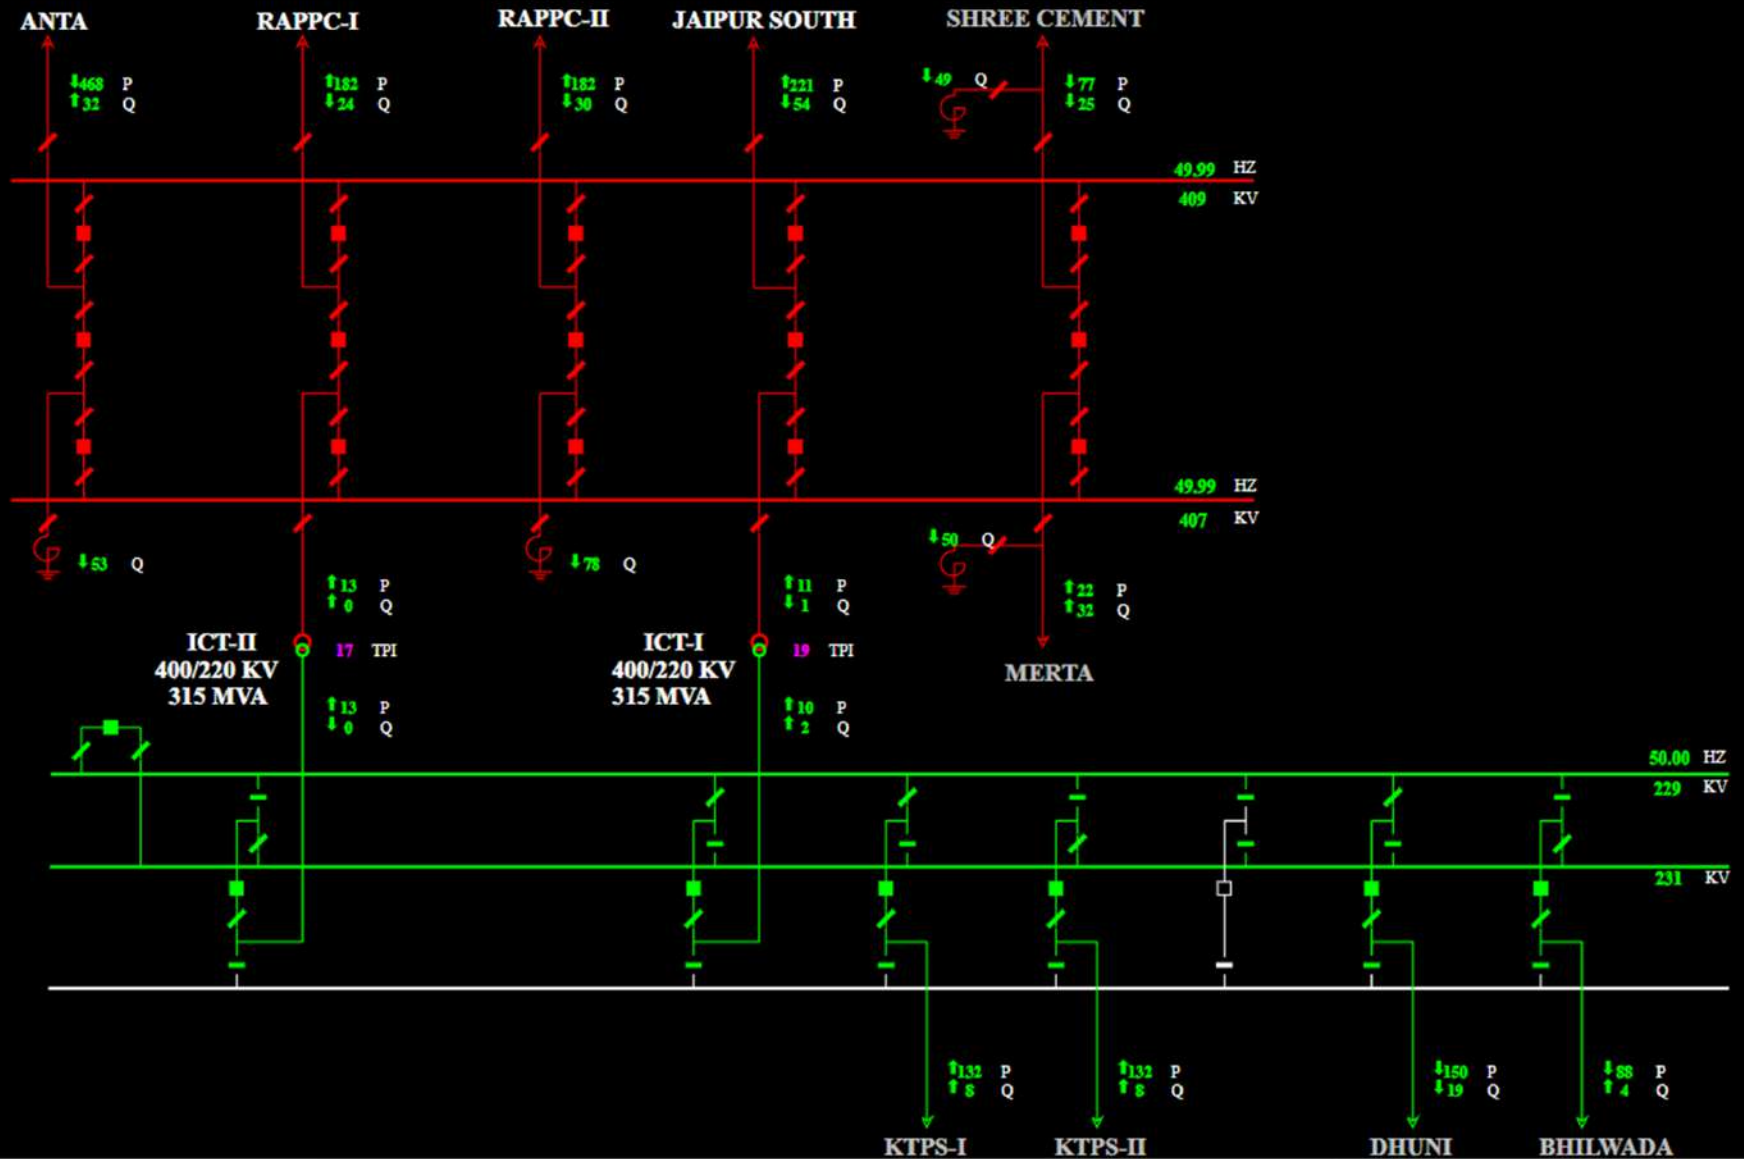 ANTA RAPPC-I RAPPC-II JAIPUR SOUTH SHREE CEMENT
↓468 P ↑182 P ↑182 P ↑221 P ↓49 Q ↓77 P
↑32 Q ↓24 Q ↓30 Q ↓54 Q ↓25 Q
49.99 HZ
409 KV
49.99 HZ
407 KV
↓53 Q ↓78 Q ↓50 Q
↑13 P ↑11 P ↑22 P
↑0 Q ↓1 Q ↑32 Q
ICT-II 17 TPI ICT-I 19 TPI
400/220 KV 400/220 KV MERTA
315 MVA 315 MVA
↑13 P ↑10 P
↓0 Q ↑2 Q
50.00 HZ
229 KV
231 KV
↑132 P ↑132 P ↓150 P ↓88 P
↑8 Q ↑8 Q ↓19 Q ↑4 Q
KTPS-I KTPS-II DHUNI BHILWADA